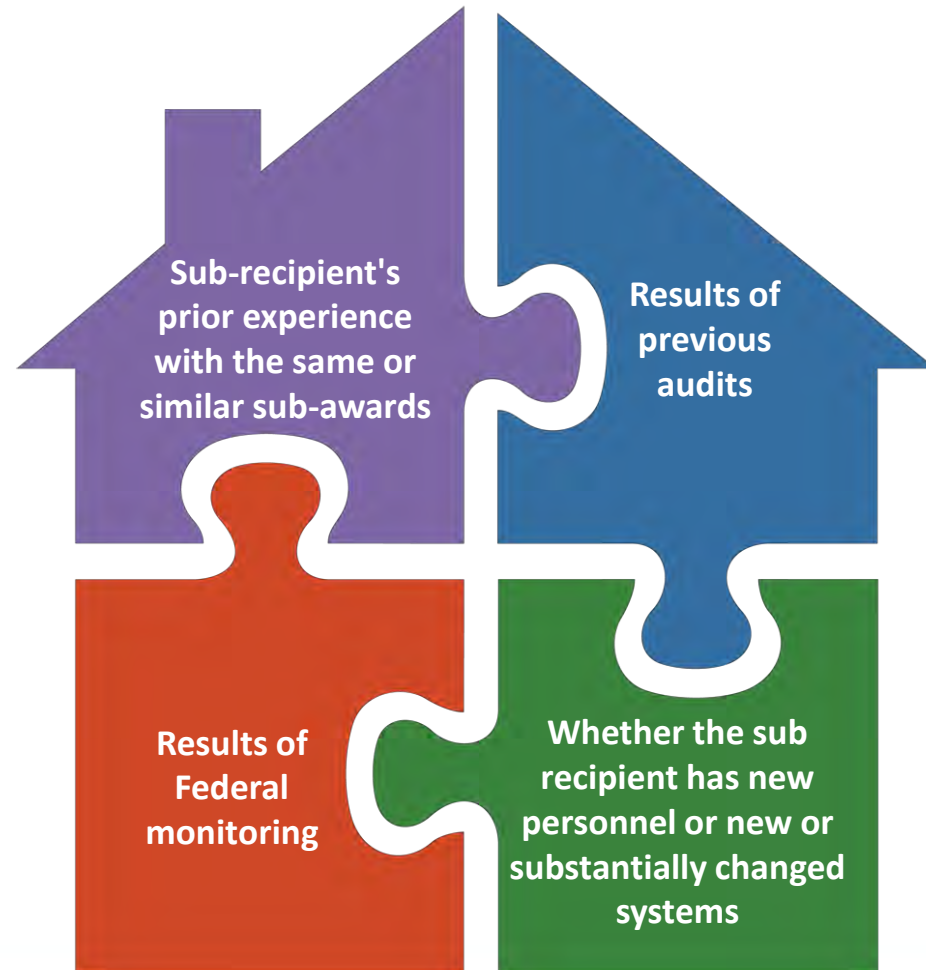 Sub-recipient's
prior experience
with the same or
similar sub-awards
Results of
previous
audits
Results of
Federal
monitoring
Whether the sub
recipient has new
personnel or new or
substantially changed
systems